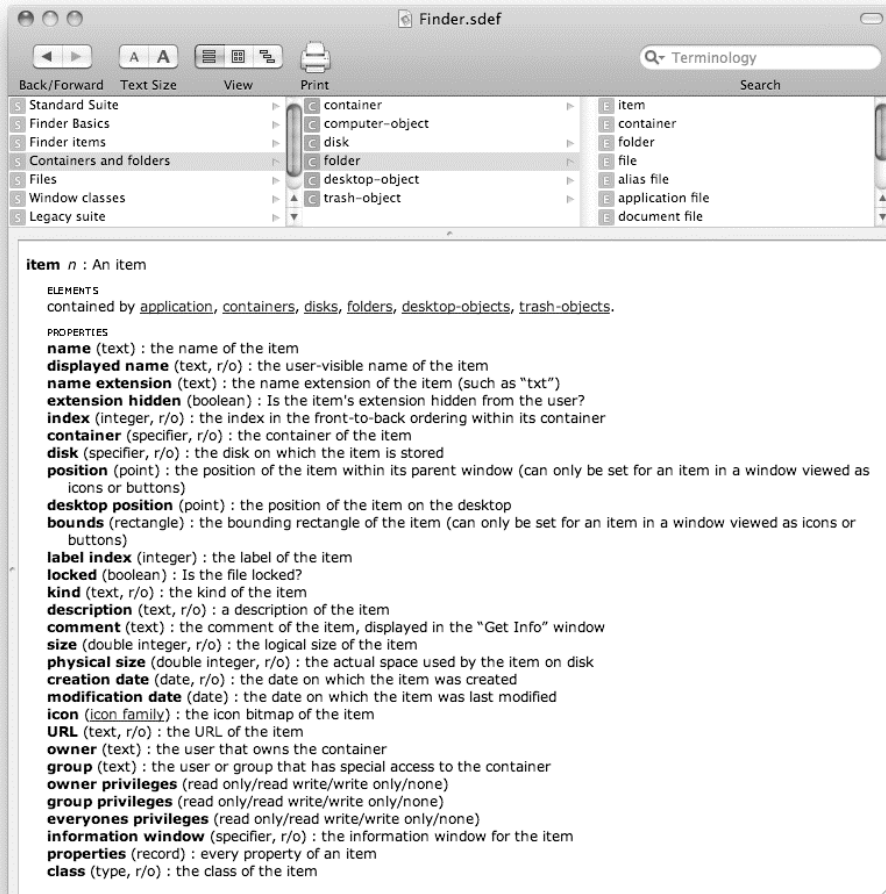 Finder.sdef
A A
Back/Forward Text Size View Print
Terminology
Search
S Standard Suite
S Finder Basics
S Finder items
S Containers and folders
S Files
S Window classes
S Legacy suite
C container
C computer-object
C disk
C folder
C desktop-object
C trash-object
E item
E container
E folder
E file
E alias file
E application file
E document file
item n : An item
ELEMENTS
contained by application, containers, disks, folders, desktop-objects, trash-objects.
PROPERTIES
name (text) : the name of the item
displayed name (text, r/o) : the user-visible name of the item
name extension (text) : the name extension of the item (such as “txt”)
extension hidden (boolean) : Is the item's extension hidden from the user?
index (integer, r/o) : the index in the front-to-back ordering within its container
container (specifier, r/o) : the container of the item
disk (specifier, r/o) : the disk on which the item is stored
position (point) : the position of the item within its parent window (can only be set for an item in a window viewed as
icons or buttons)
desktop position (point) : the position of the item on the desktop
bounds (rectangle) : the bounding rectangle of the item (can only be set for an item in a window viewed as icons or
buttons)
label index (integer) : the label of the item
locked (boolean) : Is the file locked?
kind (text, r/o) : the kind of the item
description (text, r/o) : a description of the item
comment (text) : the comment of the item, displayed in the “Get Info” window
size (double integer, r/o) : the logical size of the item
physical size (double integer, r/o) : the actual space used by the item on disk
creation date (date, r/o) : the date on which the item was created
modification date (date) : the date on which the item was last modified
icon (icon family) : the icon bitmap of the item
URL (text, r/o) : the URL of the item
owner (text) : the user that owns the container
group (text) : the user or group that has special access to the container
owner privileges (read only/read write/write only/none)
group privileges (read only/read write/write only/none)
everyones privileges (read only/read write/write only/none)
information window (specifier, r/o) : the information window for the item
properties (record) : every property of an item
class (type, r/o) : the class of the item